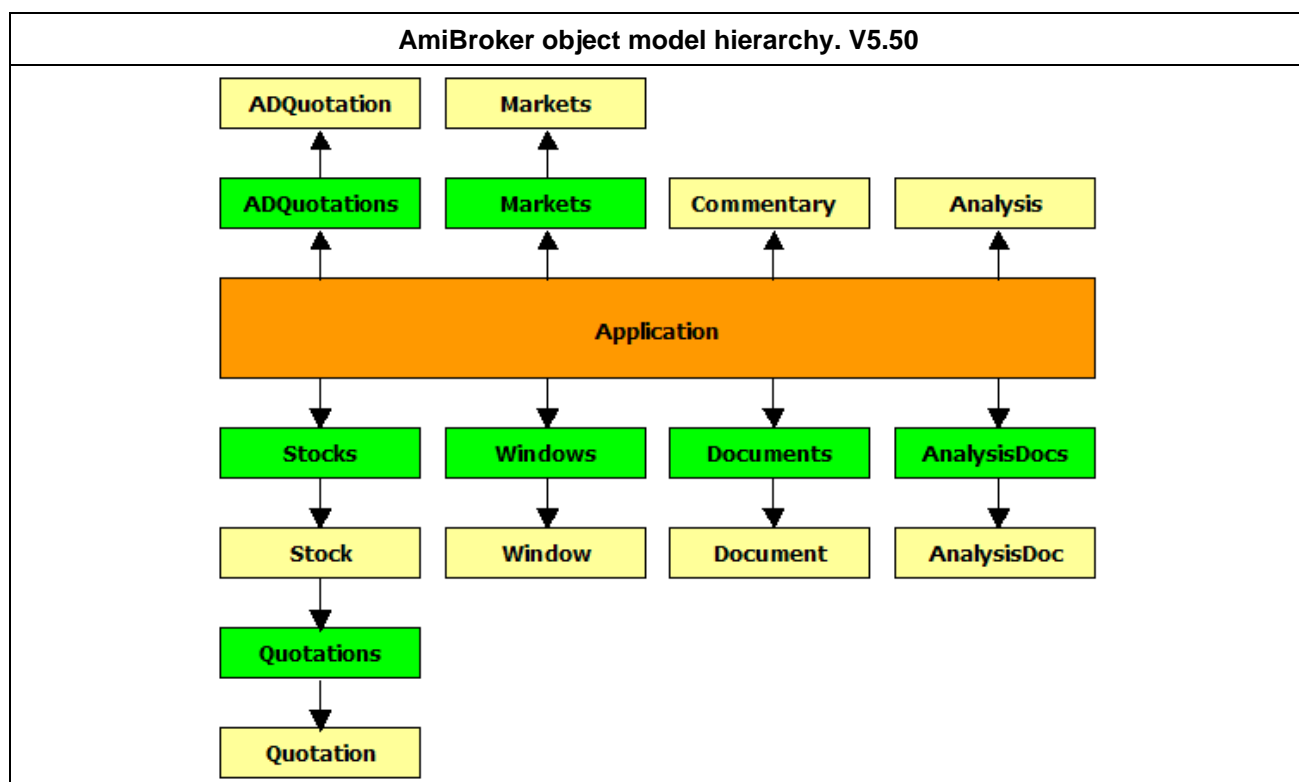 AmiBroker object model hierarchy. V5.50
ADQuotation
Markets
ADQuotations
Markets
Commentary
Analysis
Application
Stocks
Windows
Documents
AnalysisDocs
Stock
Window
Document
AnalysisDoc
Quotations
Quotation